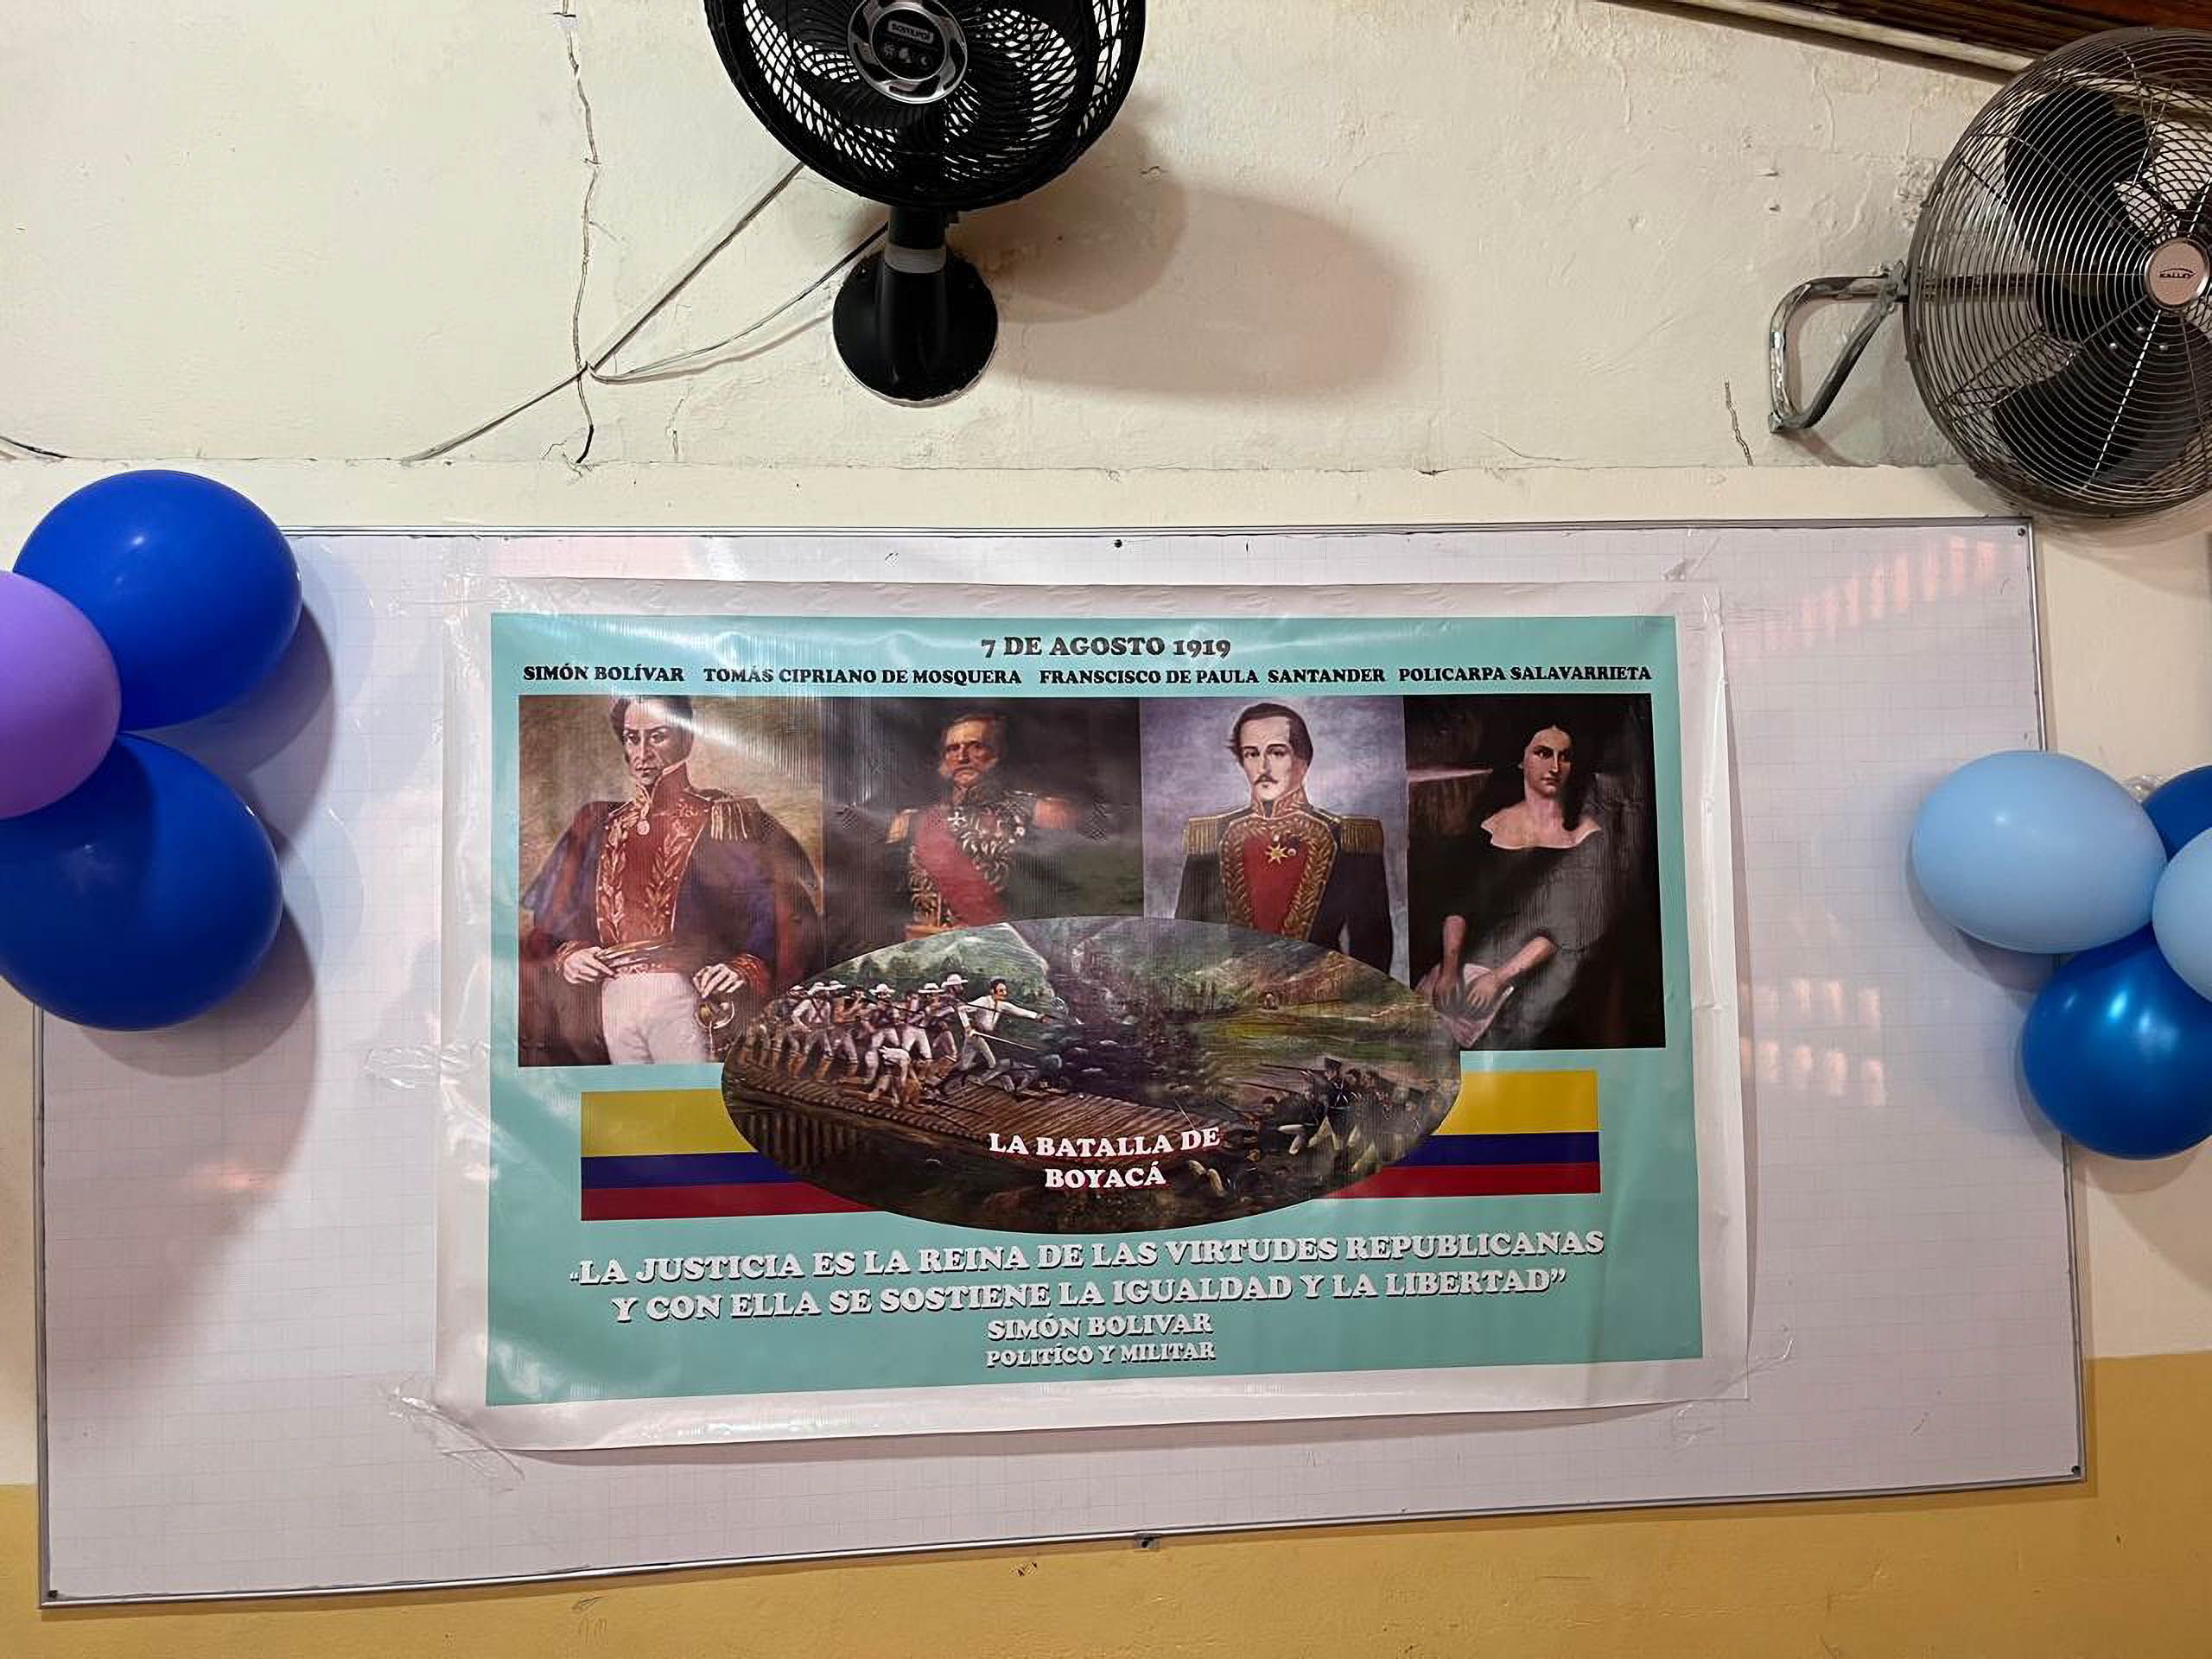 samurai
KALLEY
7 DE AGOSTO 1919
SIMÓN BOLÍVAR TOMÁS CIPRIANO DE MOSQUERA FRANSCISCO DE PAULA SANTANDER POLICARPA SALAVARRIETA
LA BATALLA DE
BOYACÁ
“LA JUSTICIA ES LA REINA DE LAS VIRTUDES REPUBLICANAS
Y CON ELLA SE SOSTIENE LA IGUALDAD Y LA LIBERTAD”
SIMÓN BOLIVAR
POLITÍCO Y MILITAR